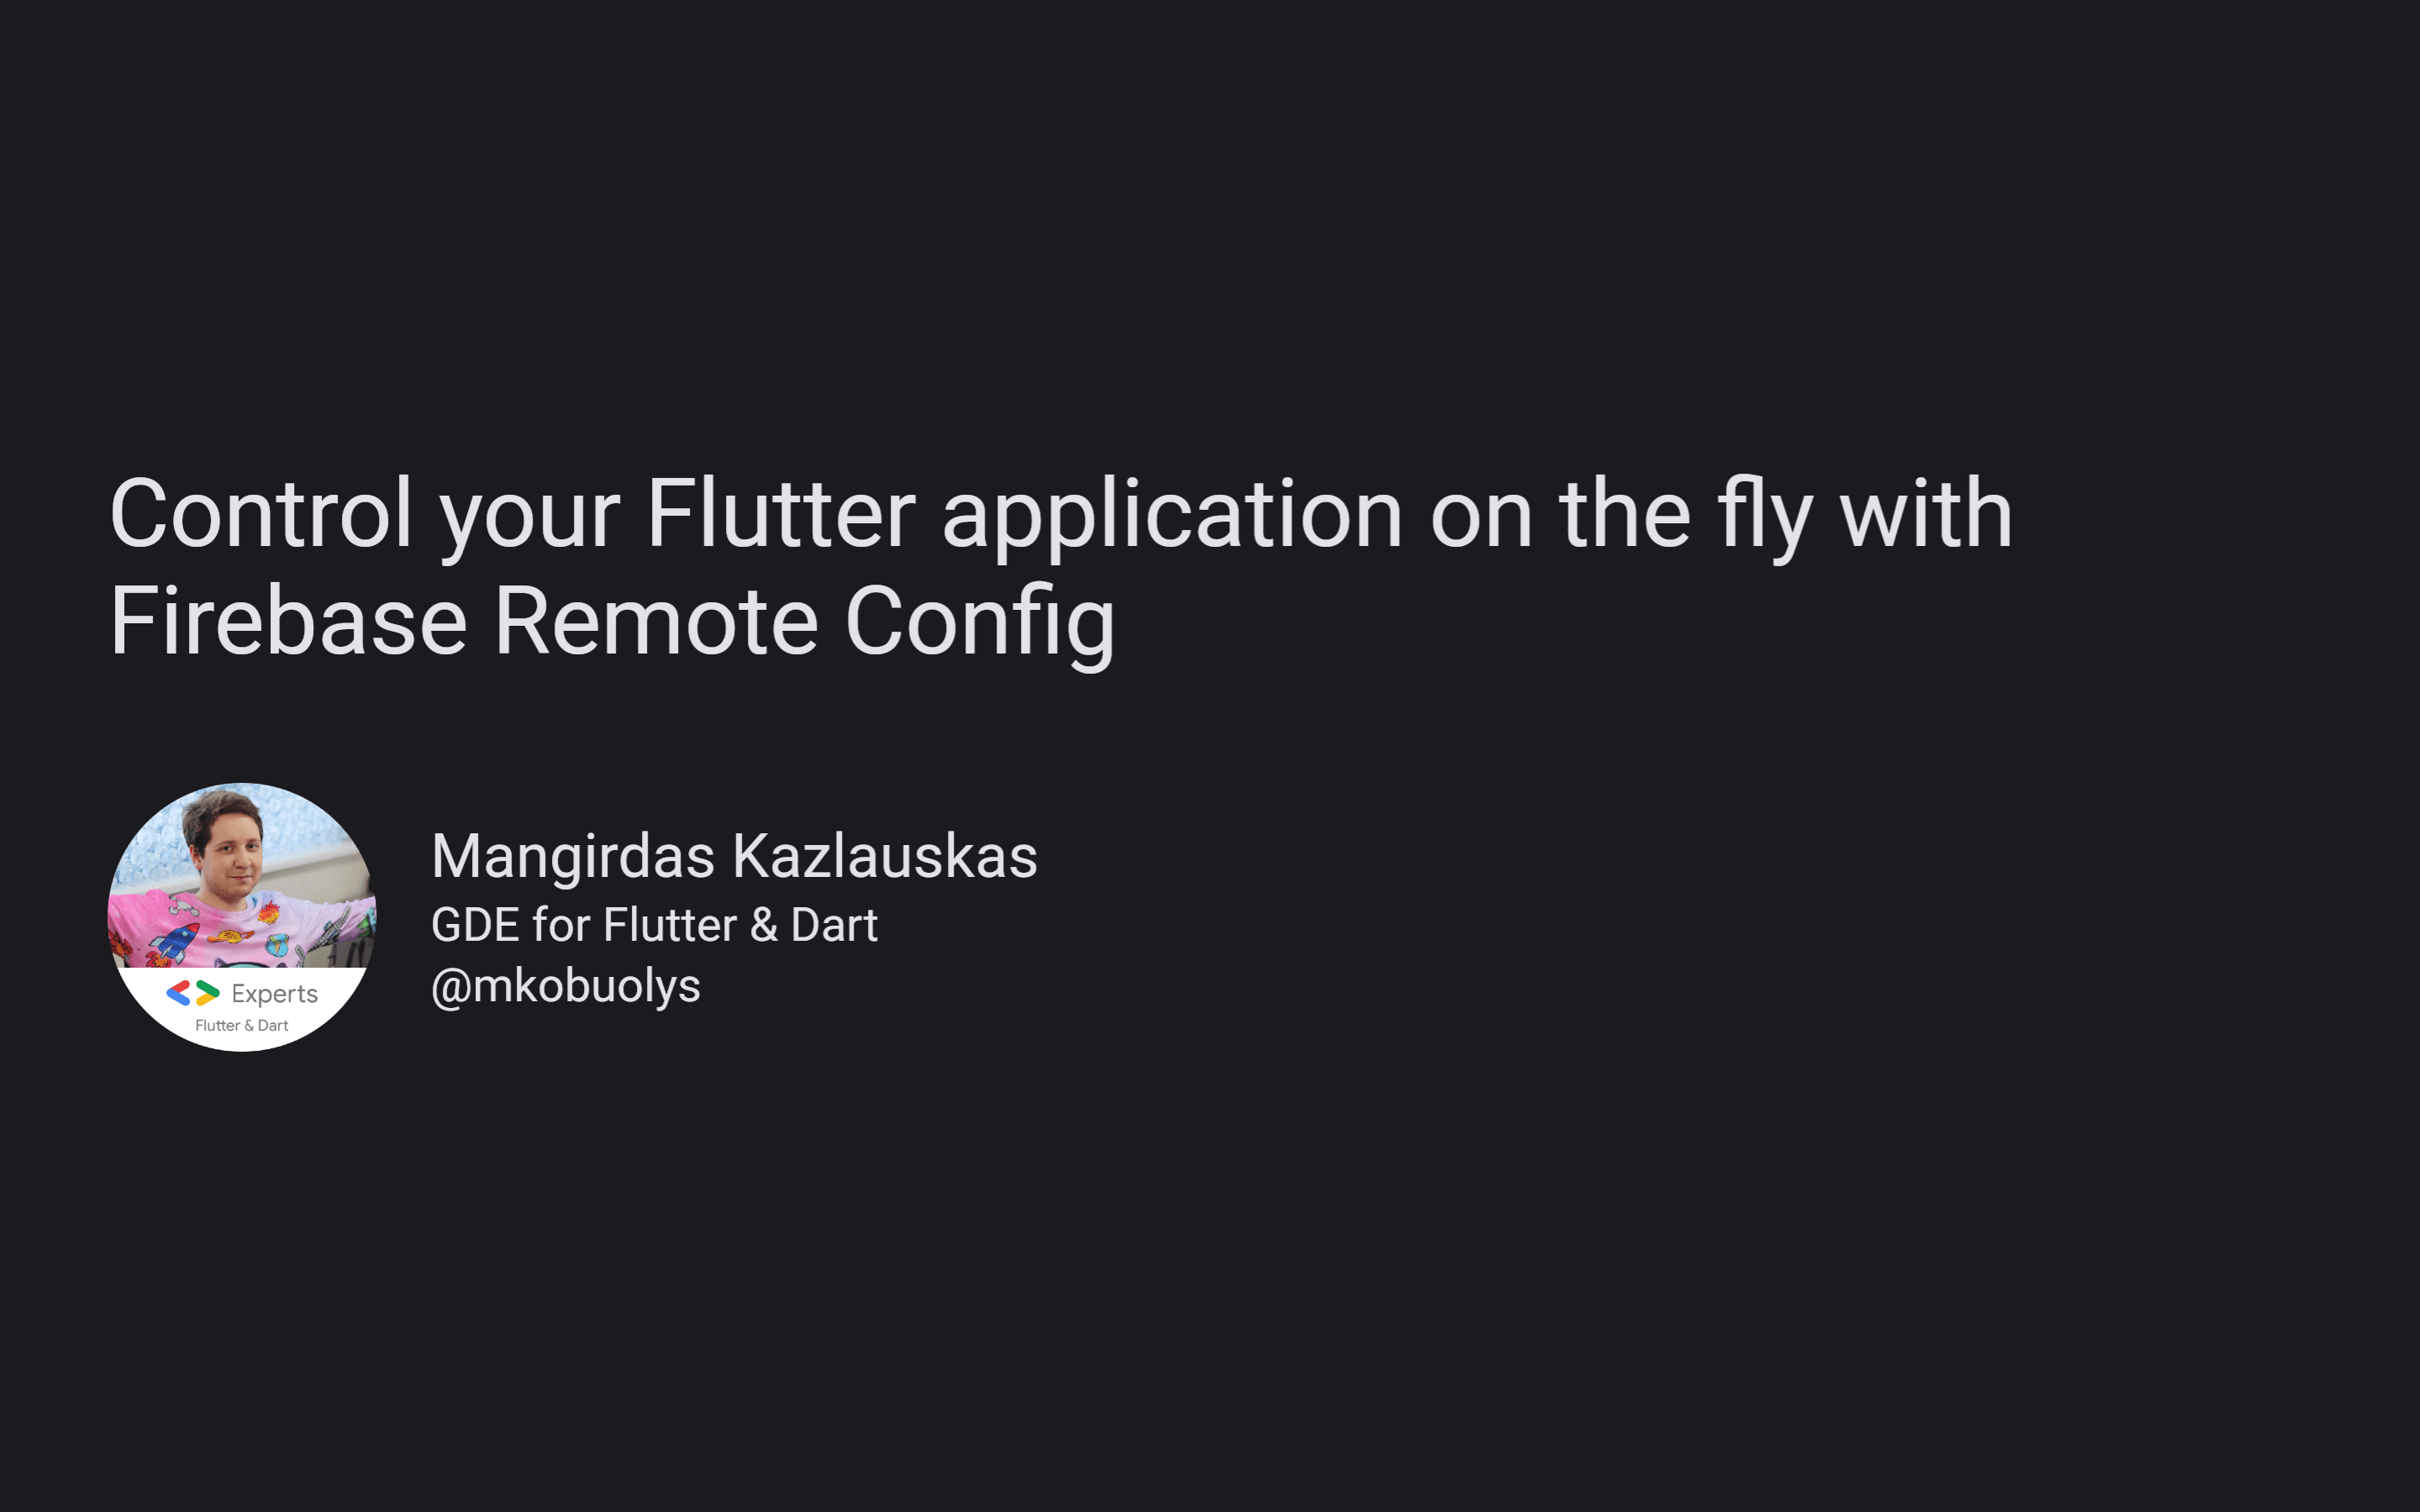 Control your Flutter application on the fly with
Firebase Remote Config
Mangirdas Kazlauskas
GDE for Flutter & Dart
@mkobuolys
Experts
Flutter & Dart